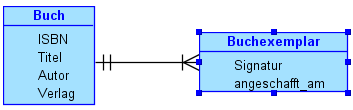 Buch
ISBN
Titel
Autor
Verlag
Buchexemplar
Signatur
angeschafft_am